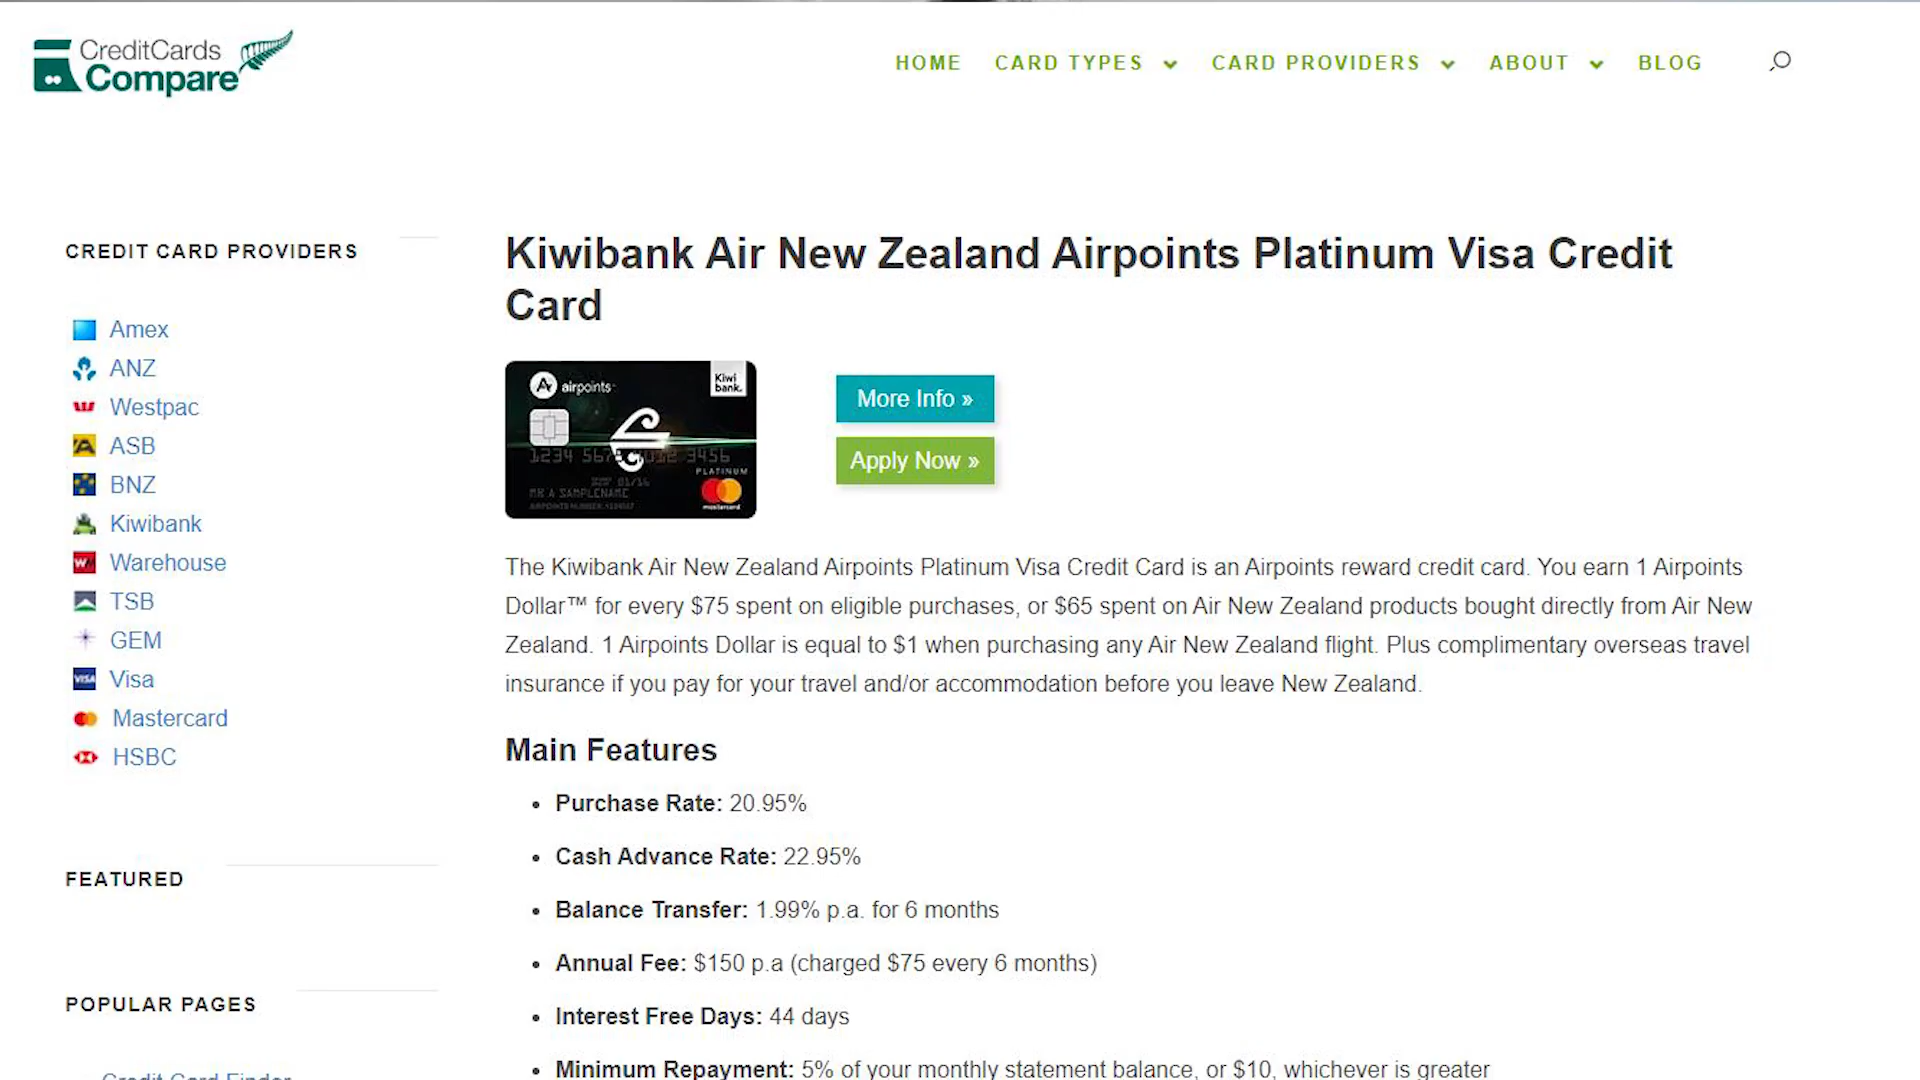 CreditCards
Compare
HOME CARD TYPES CARD PROVIDERS ABOUT BLOG
CREDIT CARD PROVIDERS
Amex
ANZ
Westpac
ASB
BNZ
Kiwibank
Warehouse
TSB
GEM
Visa
Mastercard
HSBC
FEATURED
POPULAR PAGES
Credit Card Finder
Kiwibank Air New Zealand Airpoints Platinum Visa Credit
Card
airpoints
Kiwi
bank.
PLATINUM
MR A SAMPLENAME
mastercard
More Info »
Apply Now »
The Kiwibank Air New Zealand Airpoints Platinum Visa Credit Card is an Airpoints reward credit card. You earn 1 Airpoints
Dollar™ for every $75 spent on eligible purchases, or $65 spent on Air New Zealand products bought directly from Air New
Zealand. 1 Airpoints Dollar is equal to $1 when purchasing any Air New Zealand flight. Plus complimentary overseas travel
insurance if you pay for your travel and/or accommodation before you leave New Zealand.
Main Features
• Purchase Rate: 20.95%
• Cash Advance Rate: 22.95%
• Balance Transfer: 1.99% p.a. for 6 months
• Annual Fee: $150 p.a (charged $75 every 6 months)
• Interest Free Days: 44 days
• Minimum Repayment: 5% of your monthly statement balance, or $10, whichever is greater